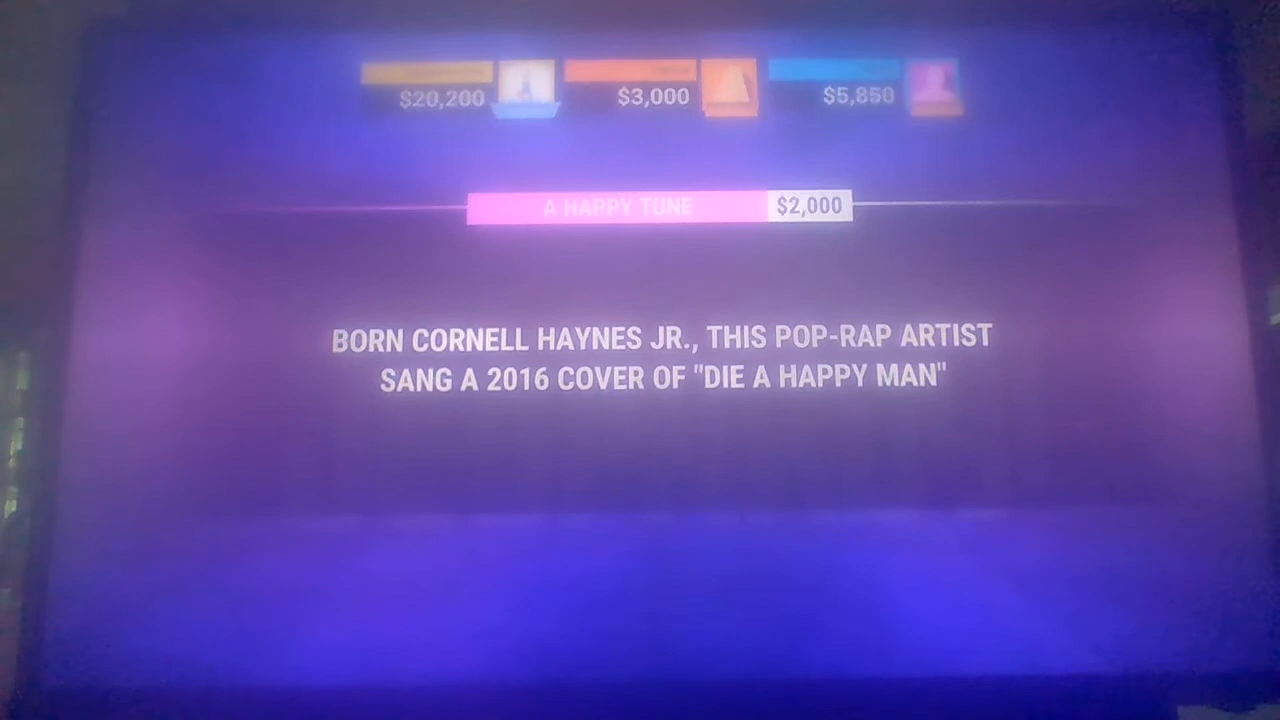 $20,200 $3,000 $5,850
A HAPPY TUNE $2,000
BORN CORNELL HAYNES JR., THIS POP-RAP ARTIST
SANG A 2016 COVER OF "DIE A HAPPY MAN"